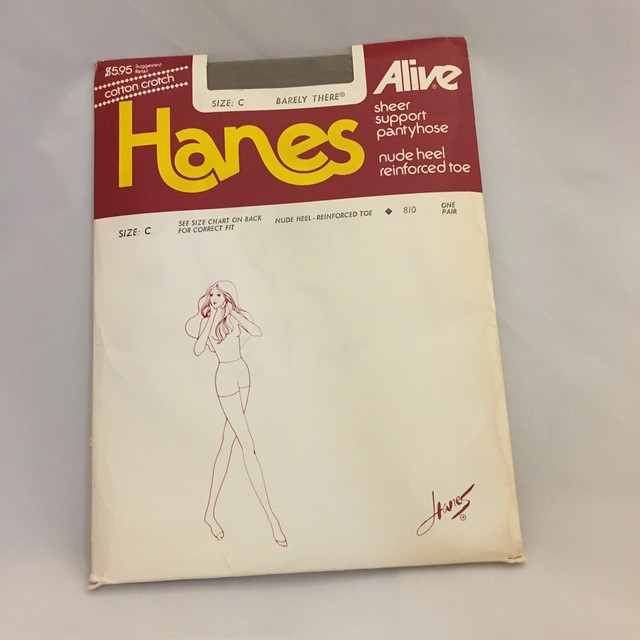 $5.95 Suggested Retail
cotton crotch
SIZE: C BARELY THERE®
Alive®
Hanes
sheer
support
pantyhose
nude heel
reinforced toe
SIZE: C
SEE SIZE CHART ON BACK
FOR CORRECT FIT
NUDE HEEL-REINFORCED TOE ◆ 810
ONE
PAIR
Hanes®